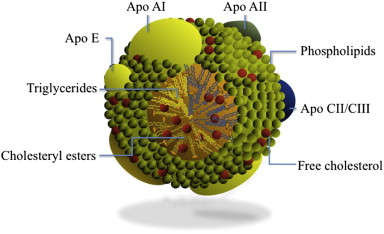 Apo AI
Apo AII
Apo E
Phospholipids
Triglycerides
Apo CII/CIII
Cholesteryl esters
Free cholesterol